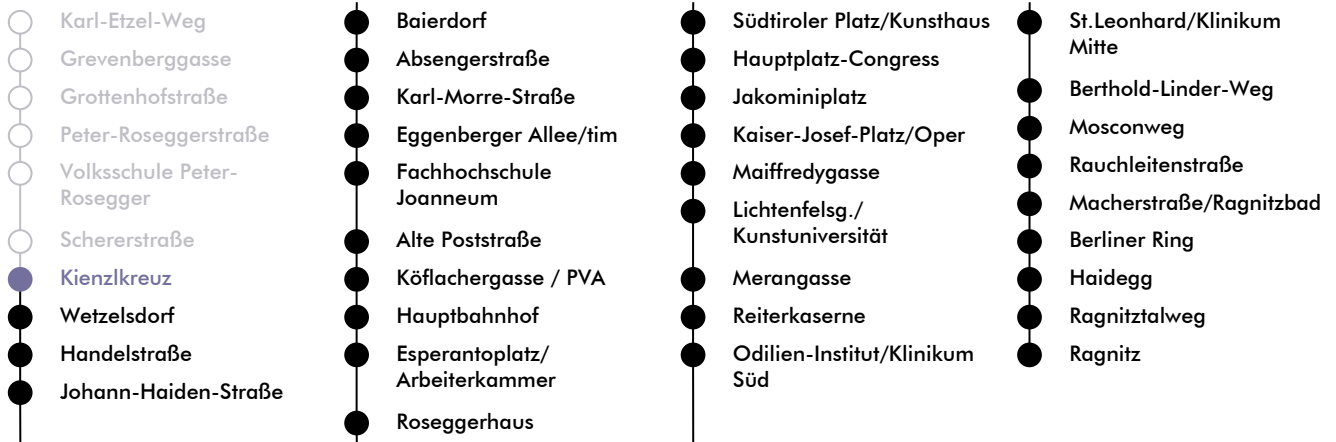 Karl-Etzel-Weg
Grevenberggasse
Grottenhofstraße
Peter-Roseggerstraße
Volksschule Peter-
Rosegger
Schererstraße
Kienzlkreuz
Wetzelsdorf
Handelstraße
Johann-Haiden-Straße
Baierdorf
Absengerstraße
Karl-Morre-Straße
Eggenberger Allee/tim
Fachhochschule
Joanneum
Alte Poststraße
Köflachergasse / PVA
Hauptbahnhof
Esperantoplatz/
Arbeiterkammer
Roseggerhaus
Südtiroler Platz/Kunsthaus
Hauptplatz-Congress
Jakominiplatz
Kaiser-Josef-Platz/Oper
Maiffredygasse
Lichtenfelsg./
Kunstuniversität
Merangasse
Reiterkaserne
Odilien-Institut/Klinikum
Süd
St.Leonhard/Klinikum
Mitte
Berthold-Linder-Weg
Mosconweg
Rauchleitenstraße
Macherstraße/Ragnitzbad
Berliner Ring
Haidegg
Ragnitztalweg
Ragnitz